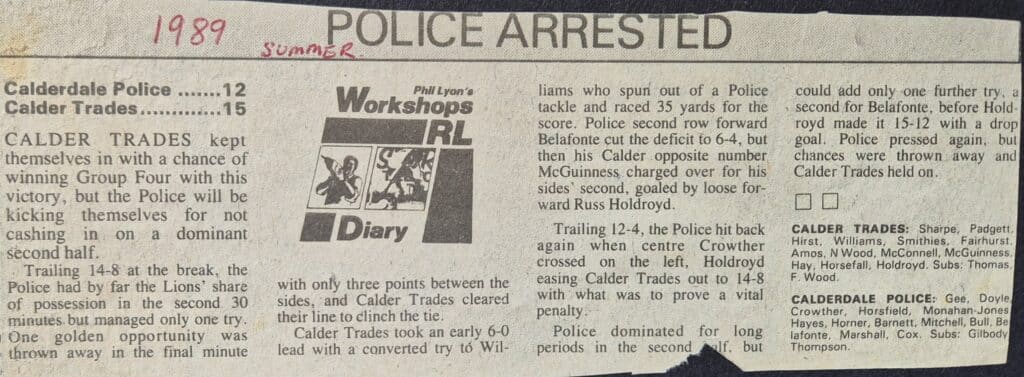 1989
SUMMER
POLICE ARRESTED
Calderdale Police .......12
Calder Trades............15
CALDER TRADES kept
themselves in with a chance of
winning Group Four with this
victory, but the Police will be
kicking themselves for not
cashing in on a dominant
second half.
Trailing 14-8 at the break, the
Police had by far the Lions' share
of possession in the second 30
minutes but managed only one try.
One golden opportunity was
thrown away in the final minute
Phil Lyon's
Workshops
RL
Diary
with only three points between the
sides, and Calder Trades cleared
their line to clinch the tie.
Calder Trades took an early 6-0
lead with a converted try to Wil-
liams who spun out of a Police
tackle and raced 35 yards for the
score. Police second row forward
Belafonte cut the deficit to 6-4, but
then his Calder opposite number
McGuinness charged over for his
sides' second, goaled by loose for-
ward Russ Holdroyd.
Trailing 12-4, the Police hit back
again when centre Crowther
crossed on the left, Holdroyd
easing Calder Trades out to 14-8
with what was to prove a vital
penalty.
Police dominated for long
periods in the second half, but
could add only one further try, a
second for Belafonte, before Hold-
royd made it 15-12 with a drop
goal. Police pressed again, but
chances were thrown away and
Calder Trades held on.
CALDER TRADES: Sharpe, Padgett,
Hirst, Williams, Smithies, Fairhurst,
Amos, N Wood, McConnell, McGuinness,
Hay, Horsefall, Holdroyd. Subs: Thomas,
F. Wood.
CALDERDALE POLICE: Gee, Doyle,
Crowther, Horsfield, Monahan-Jones,
Hayes, Horner, Barnett, Mitchell, Bull, Be
lafonte, Marshall, Cox. Subs: Gilbody,
Thompson.